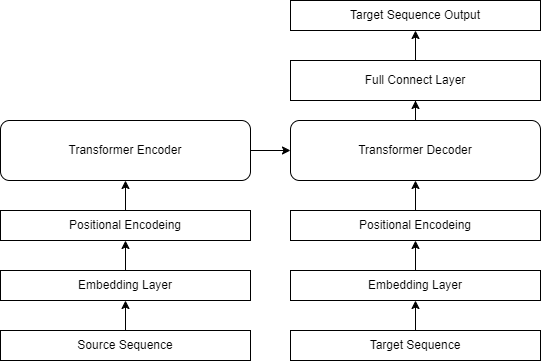 Target Sequence Output
Full Connect Layer
Transformer Encoder
Transformer Decoder
Positional Encodeing
Positional Encodeing
Embedding Layer
Embedding Layer
Source Sequence
Target Sequence